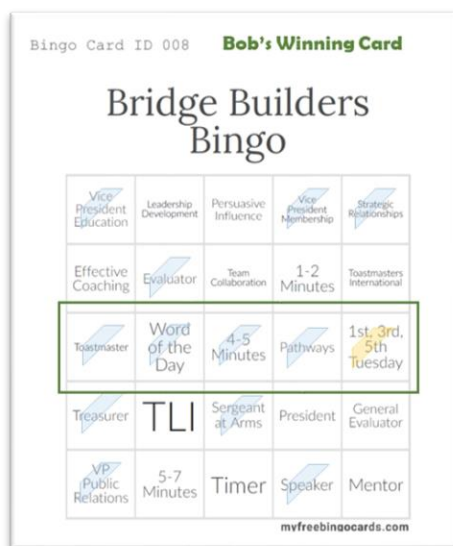 Bingo Card ID 008 Bob's Winning Card
Bridge Builders
Bingo
Vice
President
Education
Leadership
Development
Persuasive
Influence
Vice
President
Membership
Strategic
Relationships
Effective
Coaching
Evaluator
Team
Collaboration
1-2
Minutes
Toastmasters
International
Toastmaster
Word
of the
Day
4-5
Minutes
Pathways
1st, 3rd,
5th
Tuesday
Treasurer
TLI
Sergeant
at Arms
President
General
Evaluator
VP
Public
Relations
5-7
Minutes
Timer
Speaker
Mentor
myfreebingocards.com